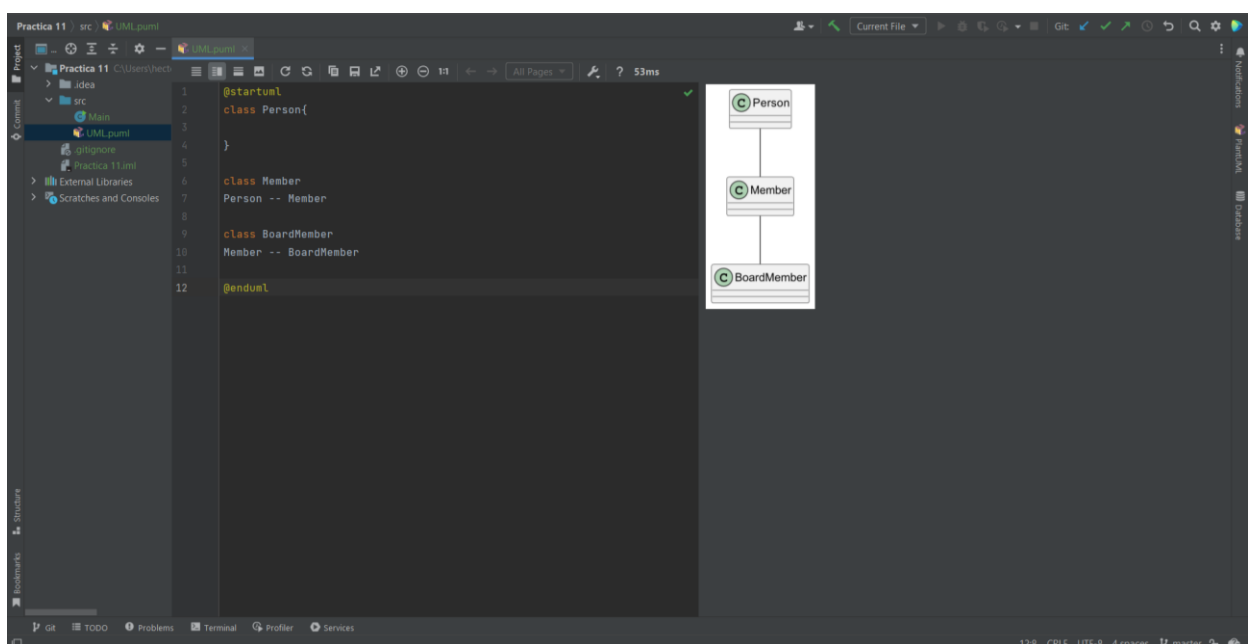 Practica 11 src UML.puml Current File Git:
Project
Commit
Structure
Bookmarks
Practica 11 C:\Users\hect
.idea
src
Main
UML.puml
.gitignore
Practica 11.iml
External Libraries
Scratches and Consoles
UML.puml
1:1 All Pages ? 53ms
1 @startuml
2 class Person{
3
4 }
5
6 class Member
7 Person -- Member
8
9 class BoardMember
10 Member -- BoardMember
11
12 @enduml
C Person
C Member
C BoardMember
Notifications
PlantUML
Database
Git TODO Problems Terminal Profiler Services
12:8 CRLF UTF-8 4 spaces master